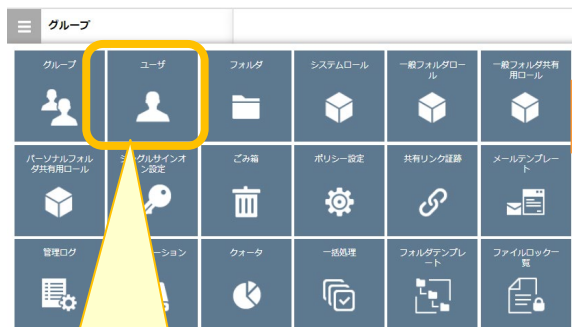 グループ
グループ
ユーザ
フォルダ
システムロール
一般フォルダロー
ル
一般フォルダ共有
用ロール
パーソナルフォル
ダ共有用ロール
グルサインオ
ン設定
ごみ箱
ポリシー設定
共有リンク証跡
メールテンプレー
ト
管理ログ
ーション
クォータ
一括処理
フォルダテンプレ
ート
ファイルロック一
覧